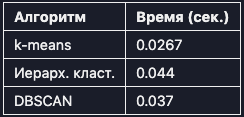 Алгоритм Время (сек.)
k-means 0.0267
Иерарх. класт. 0.044
DBSCAN 0.037